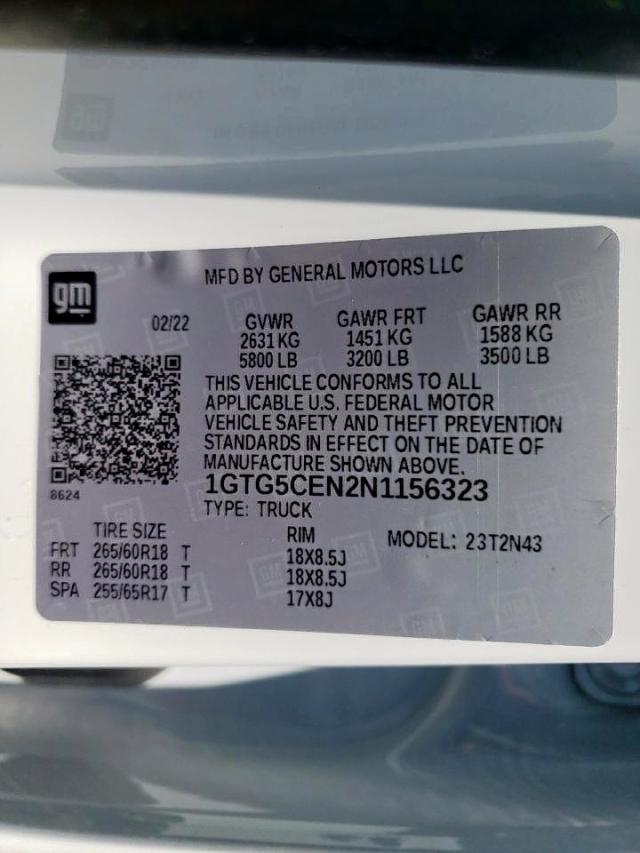 gm
MFD BY GENERAL MOTORS LLC
02/22 GVWR GAWR FRT GAWR RR
2631 KG 1451 KG 1588 KG
5800 LB 3200 LB 3500 LB
THIS VEHICLE CONFORMS TO ALL
APPLICABLE U.S. FEDERAL MOTOR
VEHICLE SAFETY AND THEFT PREVENTION
STANDARDS IN EFFECT ON THE DATE OF
MANUFACTURE SHOWN ABOVE.
8624
1GTG5CEN2N1156323
TYPE: TRUCK
TIRE SIZE RIM MODEL: 23T2N43
FRT 265/60R18 T 18X8.5J
RR 265/60R18 T 18X8.5J
SPA 255/65R17 T 17X8J